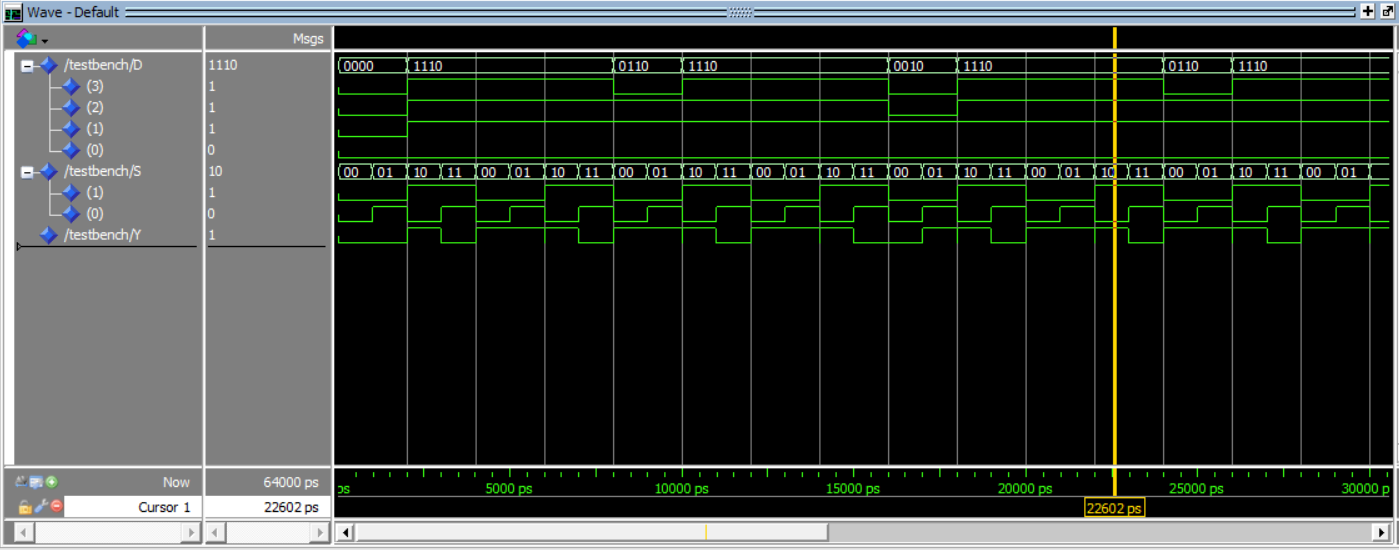 Wave - Default
Msgs
/testbench/D 1110 0000 1110 0110 1110 0010 1110 0110 1110
(3) 1
(2) 1
(1) 1
(0) 0
/testbench/S 10 00 01 10 11 00 01 10 11 00 01 10 11 00 01 10 11 00 01 10 11 00 01 10 11 00 01 10 11 00 01
(1) 1
(0) 0
/testbench/Y 1
Now 64000 ps ps 5000 ps 10000 ps 15000 ps 20000 ps 25000 ps 30000 p
Cursor 1 22602 ps 22602 ps